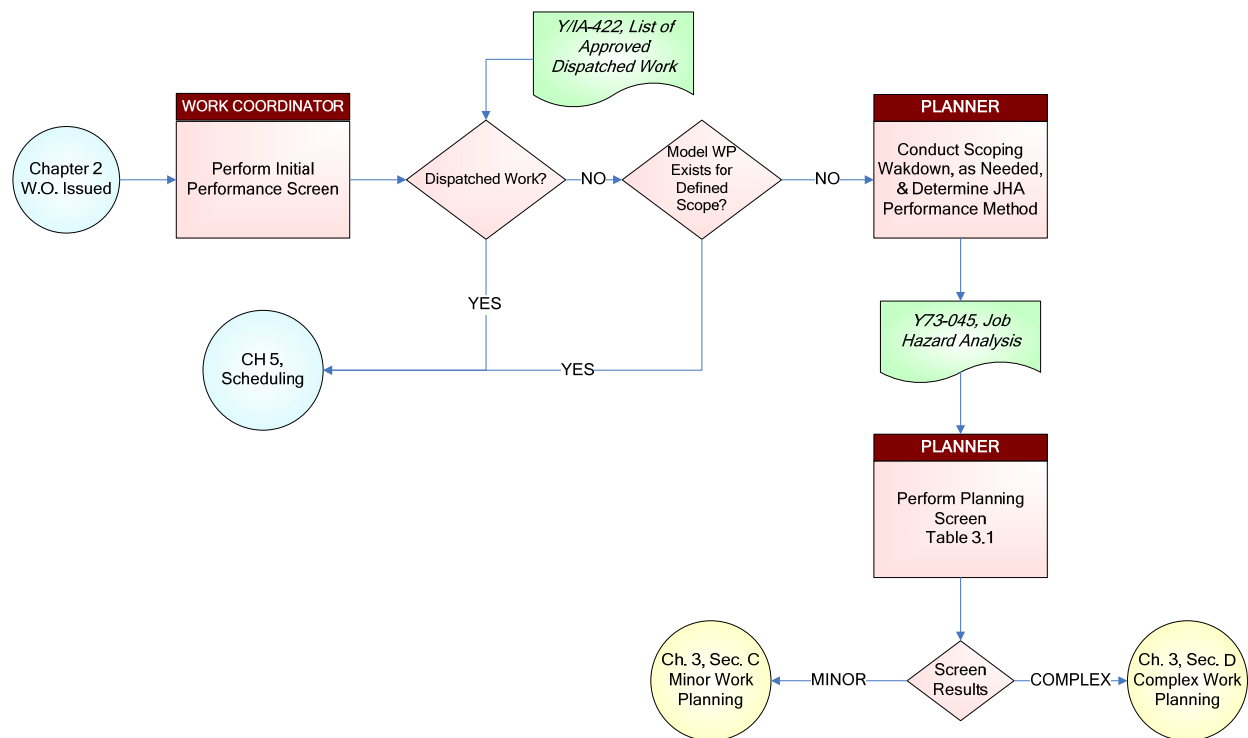 Y/IA-422, List of
Approved
Dispatched Work
WORK COORDINATOR
Perform Initial
Performance Screen
Chapter 2
W.O. Issued
Dispatched Work?
NO
Model WP
Exists for
Defined
Scope?
NO
PLANNER
Conduct Scoping
Wakdown, as Needed,
& Determine JHA
Performance Method
YES
CH 5,
Scheduling
YES
Y73-045, Job
Hazard Analysis
PLANNER
Perform Planning
Screen
Table 3.1
Ch. 3, Sec. C
Minor Work
Planning
MINOR
Screen
Results
COMPLEX
Ch. 3, Sec. D
Complex Work
Planning